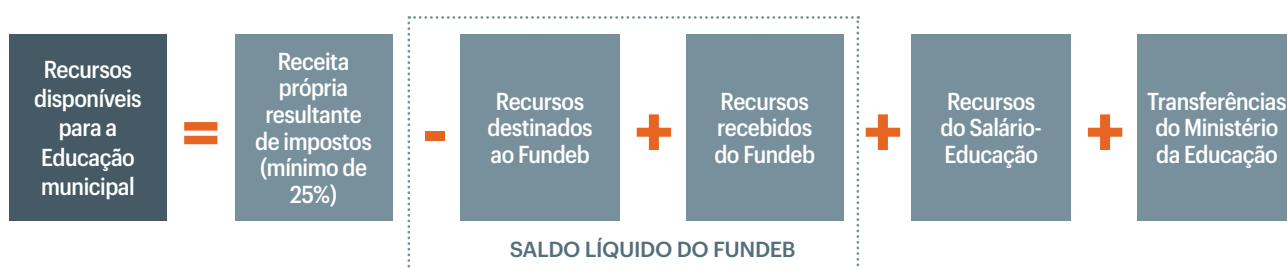 Recursos
disponíveis
para a
Educação
municipal
=
Receita
própria
resultante
de impostos
(mínimo de
25%)
-
Recursos
destinados
ao Fundeb
+
Recursos
recebidos
do Fundeb
+
Recursos
do Salário-
Educação
+
Transferências
do Ministério
da Educação
SALDO LÍQUIDO DO FUNDEB